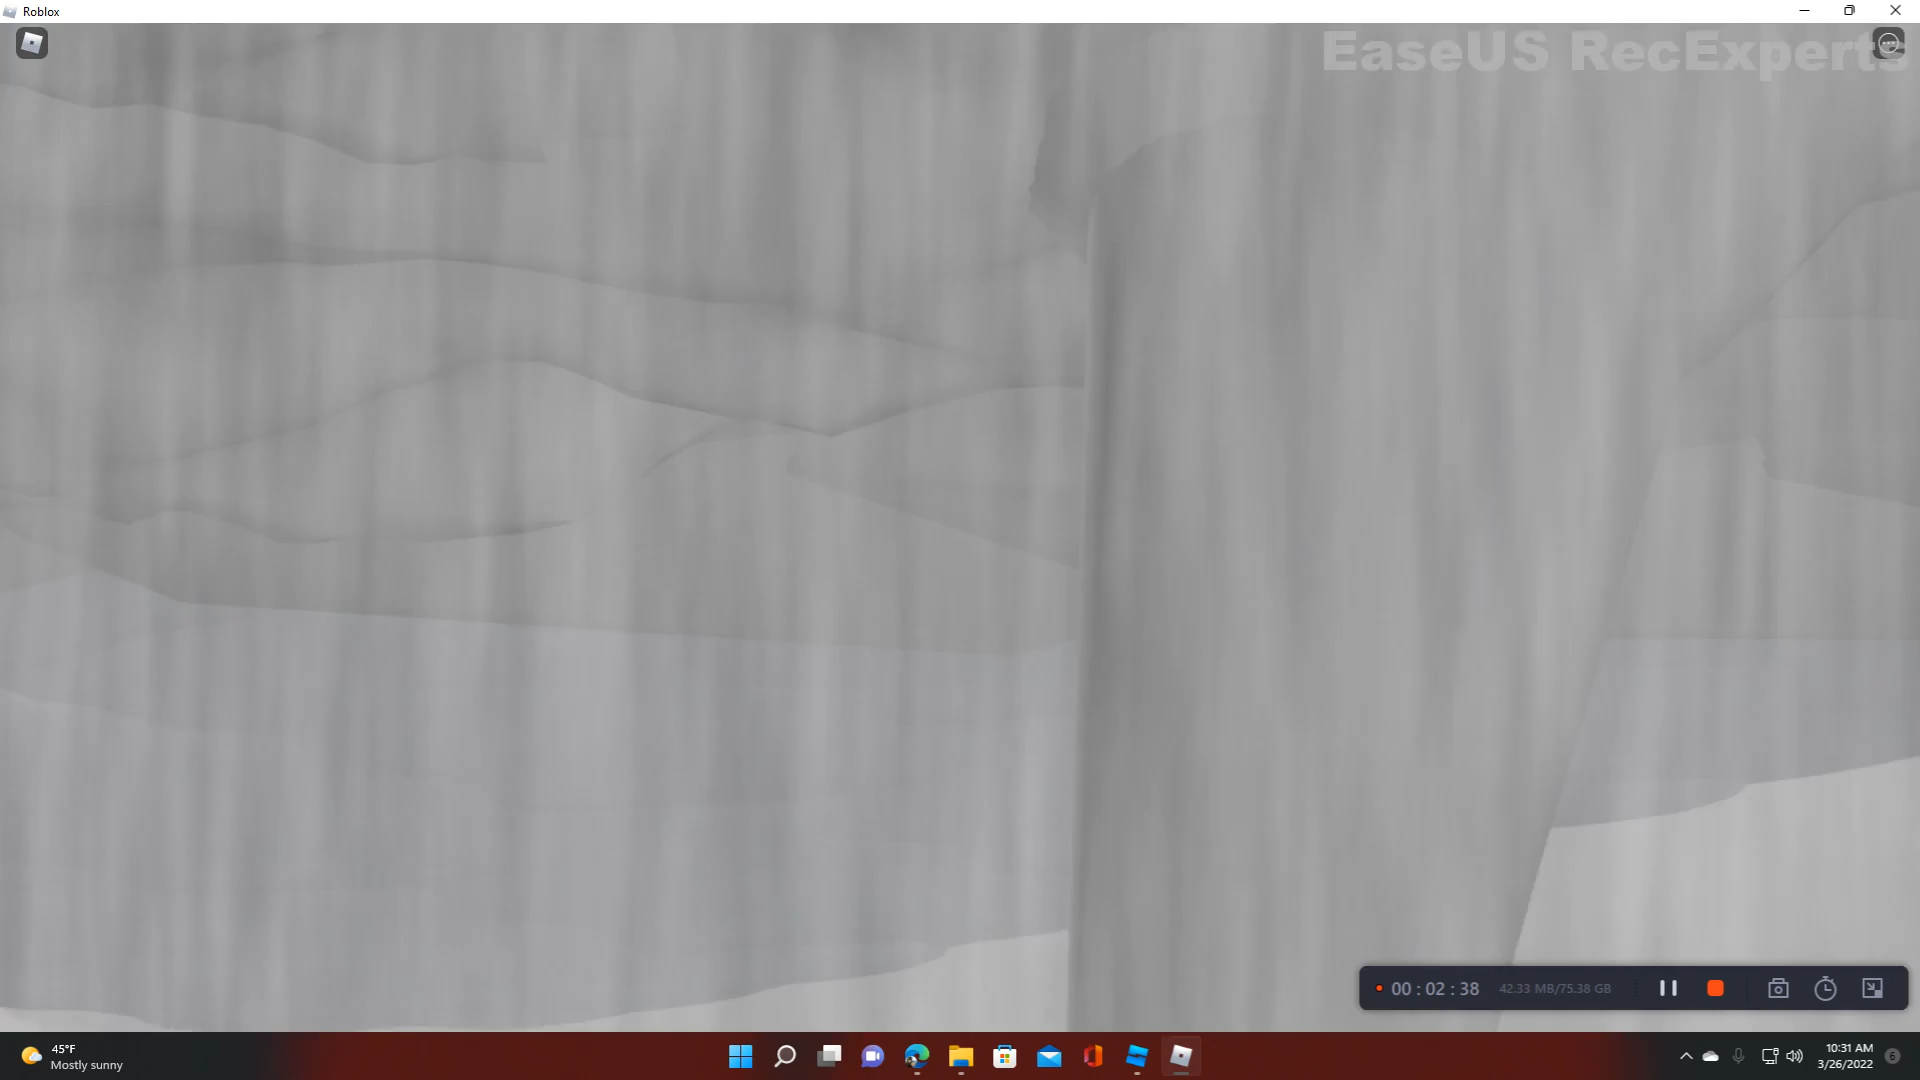 Roblox
EaseUS RecExperts
00 : 02 : 38
42.33 MB/75.38 GB
45°F
Mostly sunny
10:31 AM
3/26/2022
6